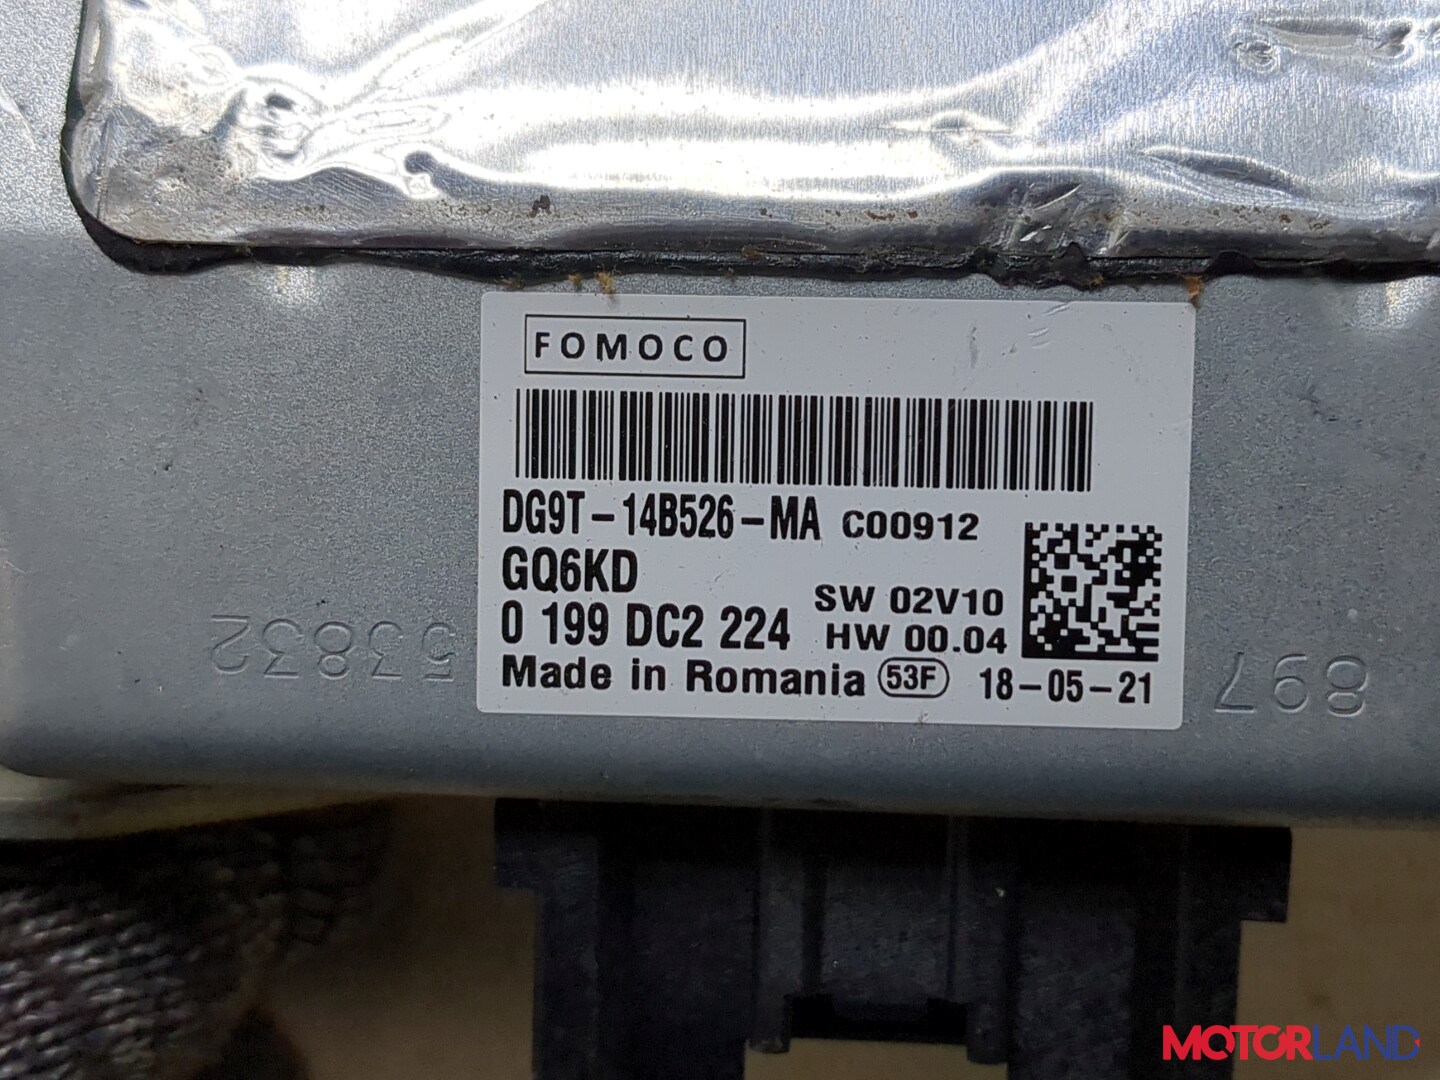 FOMOCO
DG9T-14B526-MA C00912
GQ6KD
SW 02V10
0 199 DC2 224 HW 00.04
Made in Romania 53F 18-05-21
53832
897
MOTORLAND